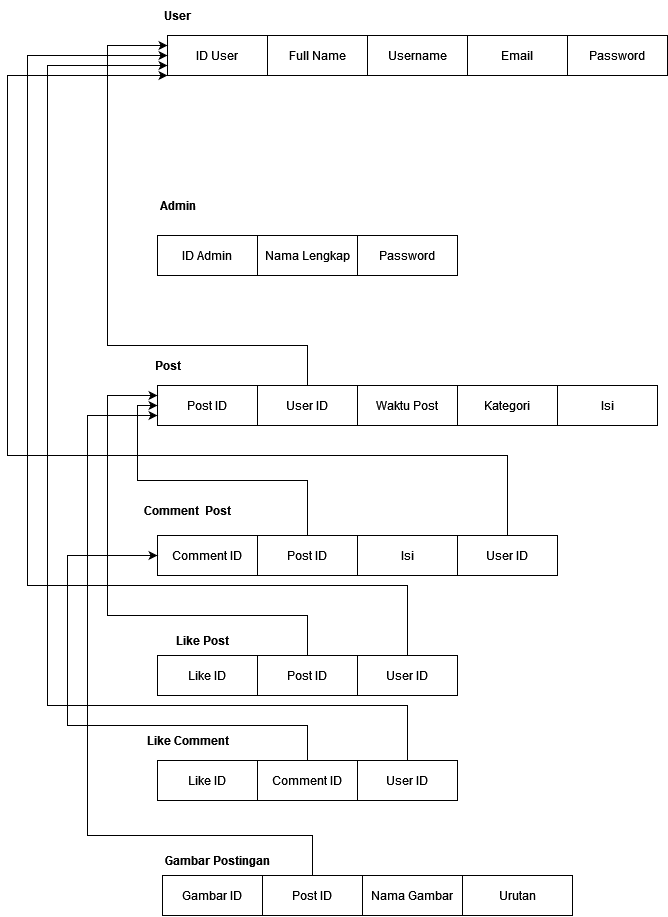 User
ID User Full Name Username Email Password
Admin
ID Admin Nama Lengkap Password
Post
Post ID User ID Waktu Post Kategori Isi
Comment Post
Comment ID Post ID Isi User ID
Like Post
Like ID Post ID User ID
Like Comment
Like ID Comment ID User ID
Gambar Postingan
Gambar ID Post ID Nama Gambar Urutan